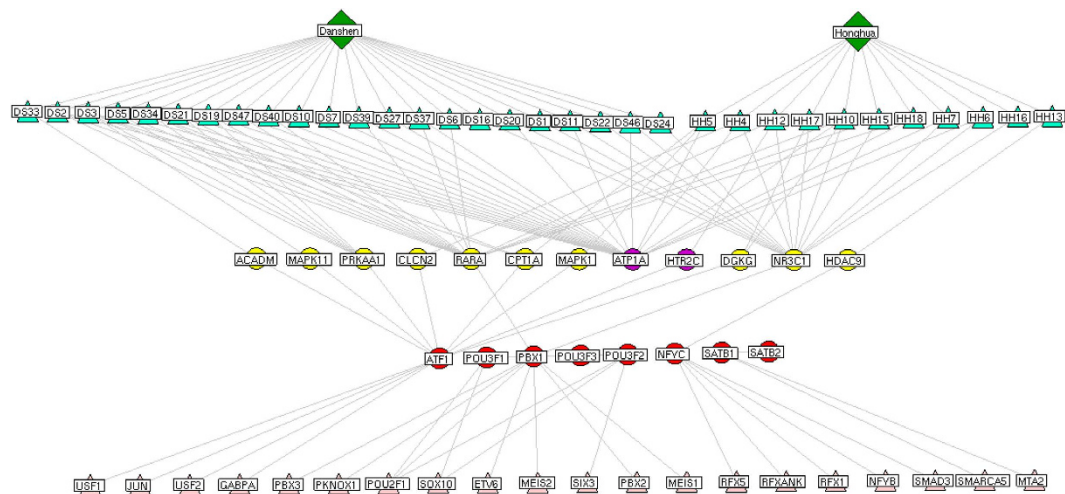 Danshen
Honghua
DS33 DS2 DS3 DS5 DS34 DS21 DS19 DS47 DS40 DS10 DS7 DS39 DS27 DS37 DS6 DS16 DS20 DS1 DS11 DS22 DS46 DS24 HH5 HH4 HH12 HH17 HH10 HH15 HH18 HH7 HH6 HH16 HH13
ACADM MAPK11 PRKAA1 CLCN2 RARA CPT1A MAPK1 ATP1A HTR2C DGKG NR3C1 HDAC9
ATF1 POU3F1 PBX1 POU3F3 POU3F2 NFYC SATB1 SATB2
USF1 JUN USF2 GABPA PBX3 PKNOX1 POU2F1 SOX10 ETV6 MEIS2 SIX3 PBX2 MEIS1 RFX5 RFXANK RFX1 NFYB SMAD3 SMARCA5 MTA2